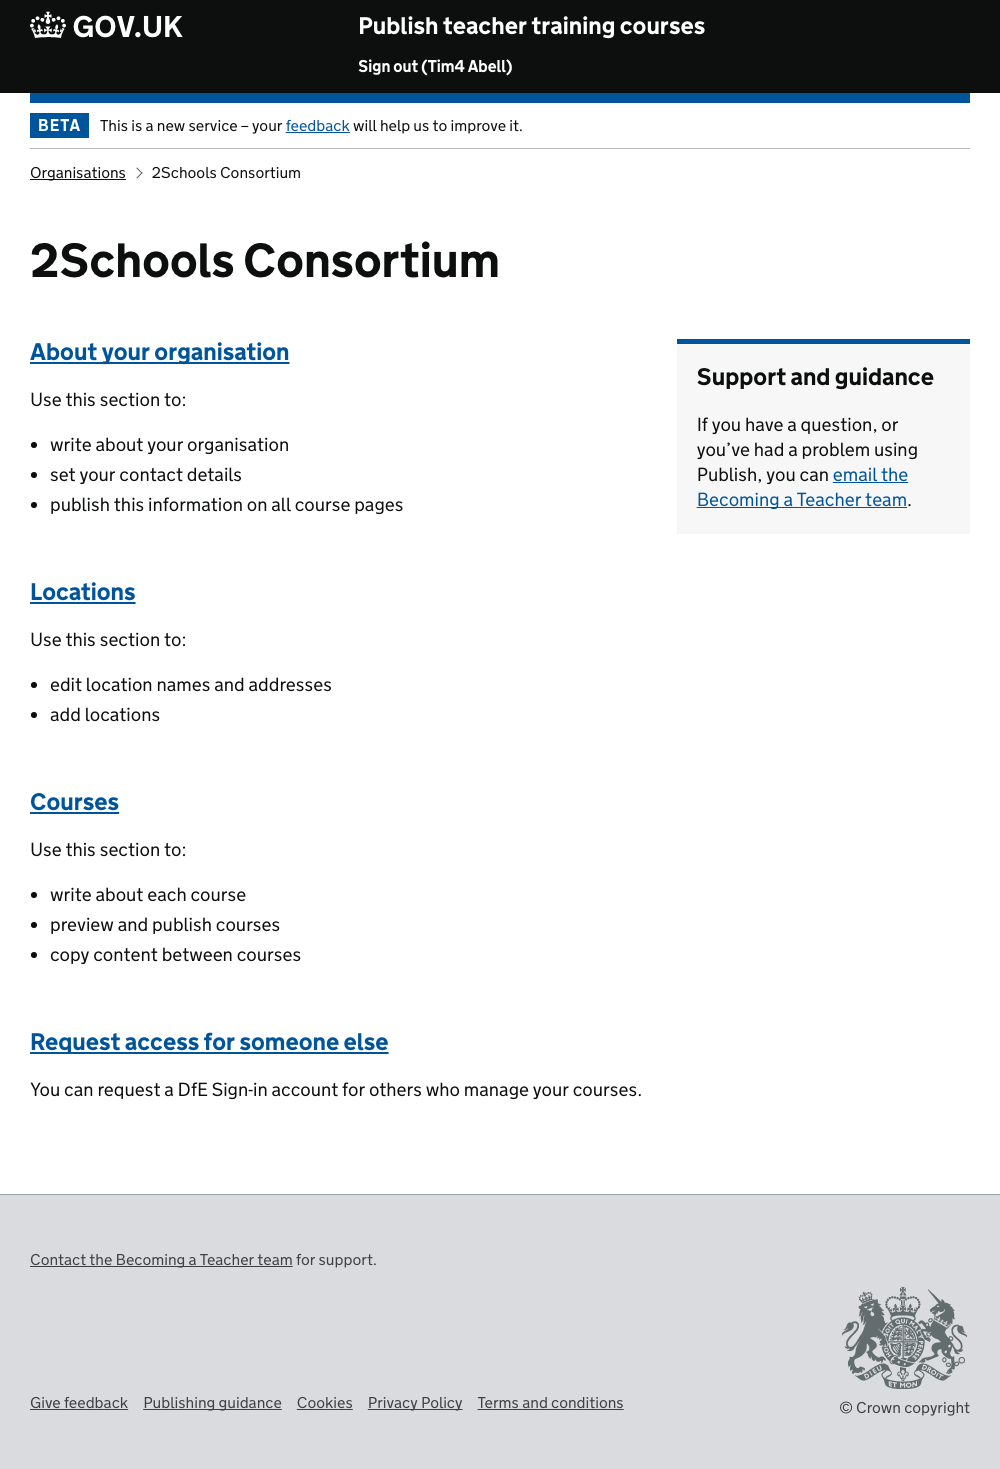 GOV.UK
Publish teacher training courses
Sign out (Tim4 Abell)
BETA This is a new service – your feedback will help us to improve it.
Organisations 2Schools Consortium
2Schools Consortium
About your organisation
Use this section to:
• write about your organisation
• set your contact details
• publish this information on all course pages
Support and guidance
If you have a question, or
you’ve had a problem using
Publish, you can email the
Becoming a Teacher team.
Locations
Use this section to:
• edit location names and addresses
• add locations
Courses
Use this section to:
• write about each course
• preview and publish courses
• copy content between courses
Request access for someone else
You can request a DfE Sign-in account for others who manage your courses.
Contact the Becoming a Teacher team for support.
DIEU ET MON DROIT
Give feedback Publishing guidance Cookies Privacy Policy Terms and conditions
© Crown copyright